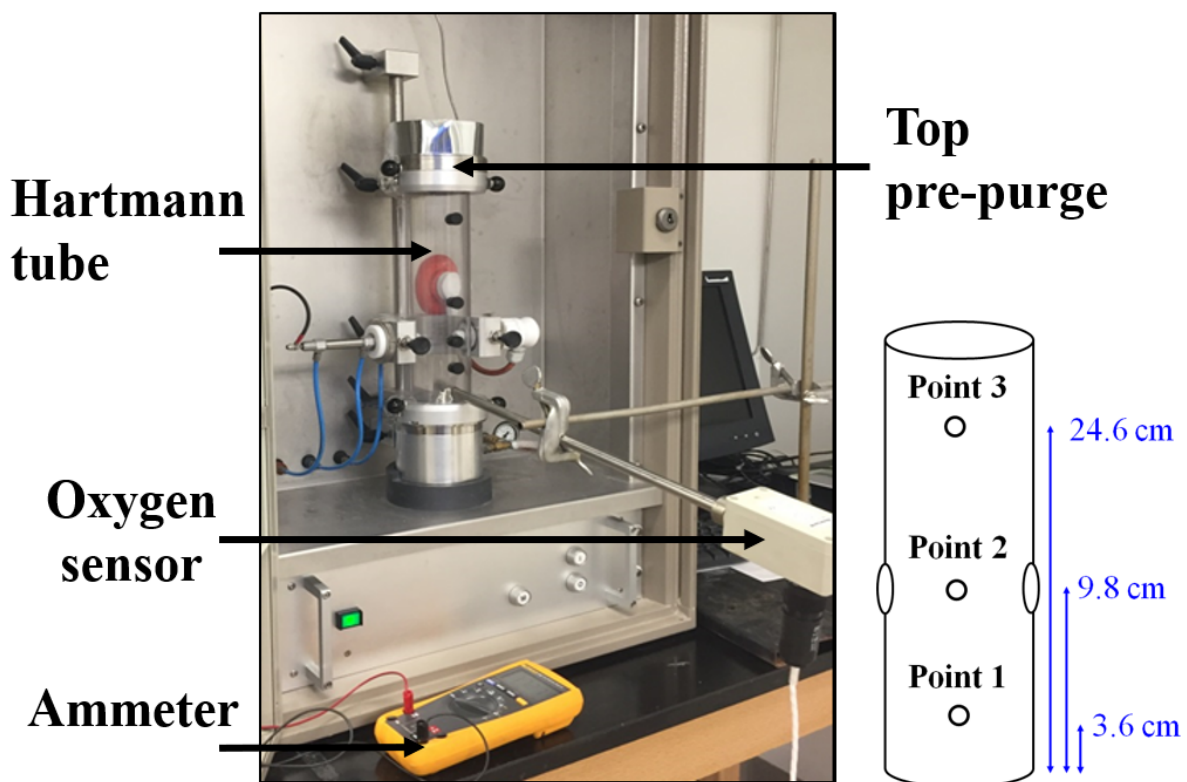 Top
pre-purge
Hartmann
tube
Oxygen
sensor
Ammeter
Point 3
24.6 cm
Point 2
9.8 cm
Point 1
3.6 cm